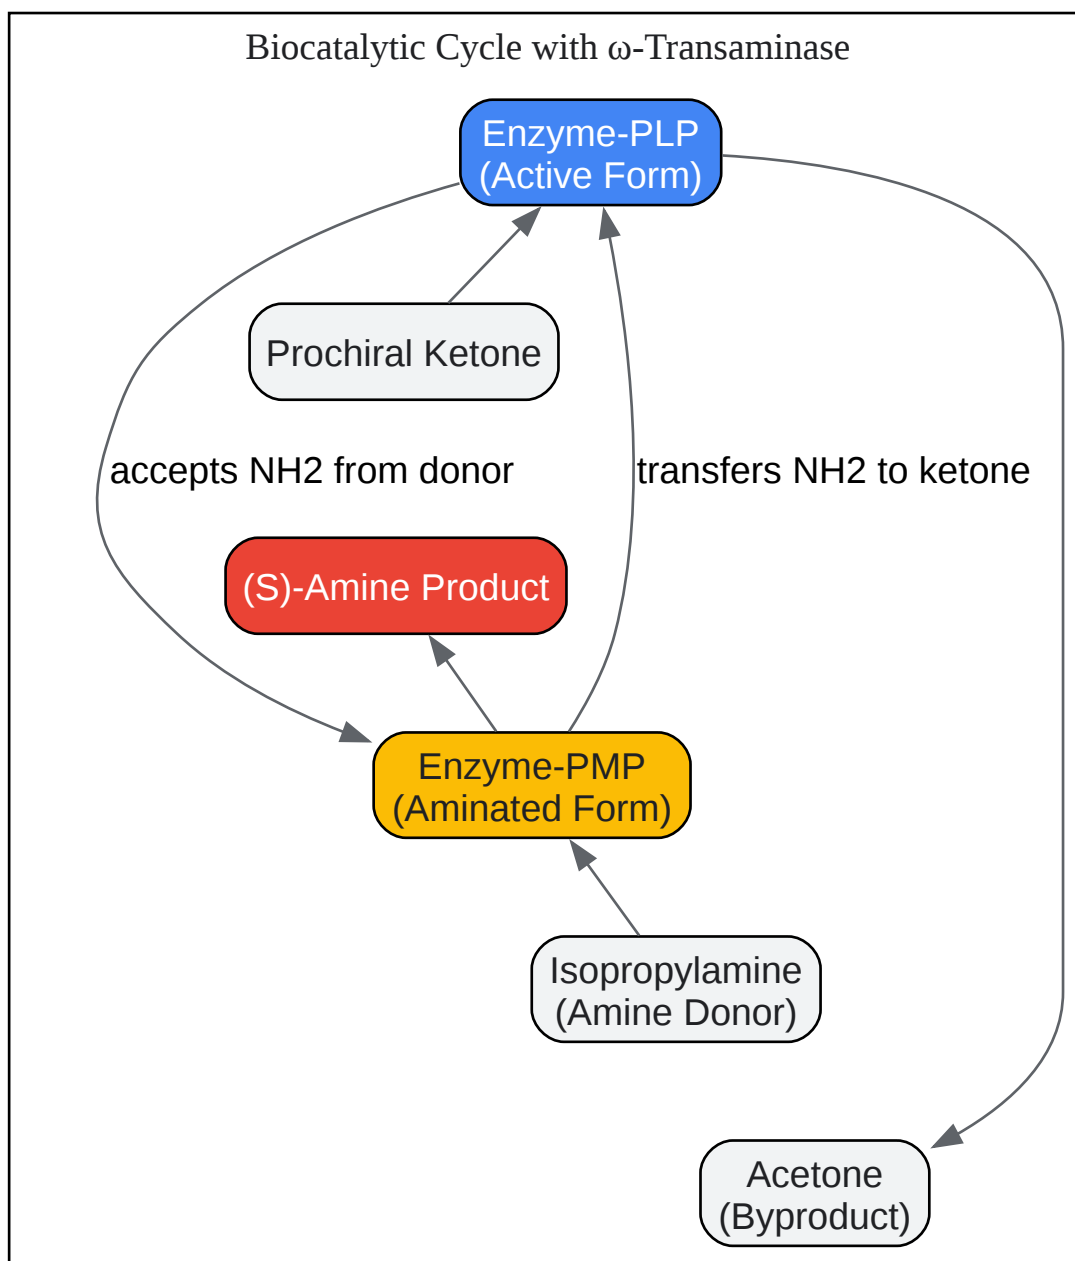 Biocatalytic Cycle with ω-Transaminase
Enzyme-PLP
(Active Form)
Prochiral Ketone
accepts NH2 from donor
transfers NH2 to ketone
(S)-Amine Product
Enzyme-PMP
(Aminated Form)
Isopropylamine
(Amine Donor)
Acetone
(Byproduct)